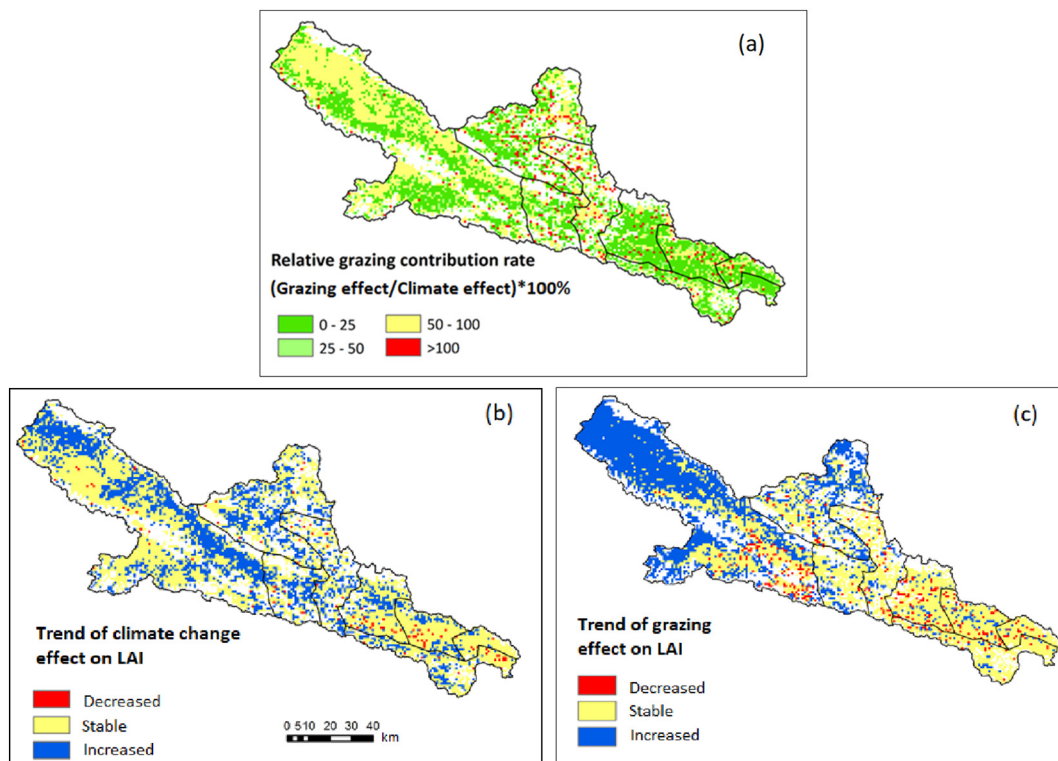 (a)
Relative grazing contribution rate
(Grazing effect/Climate effect)*100%
0 - 25
50 - 100
25 - 50
>100
(b)
Trend of climate change
effect on LAI
Decreased
Stable
Increased
0 5 10 20 30 40
km
(c)
Trend of grazing
effect on LAI
Decreased
Stable
Increased